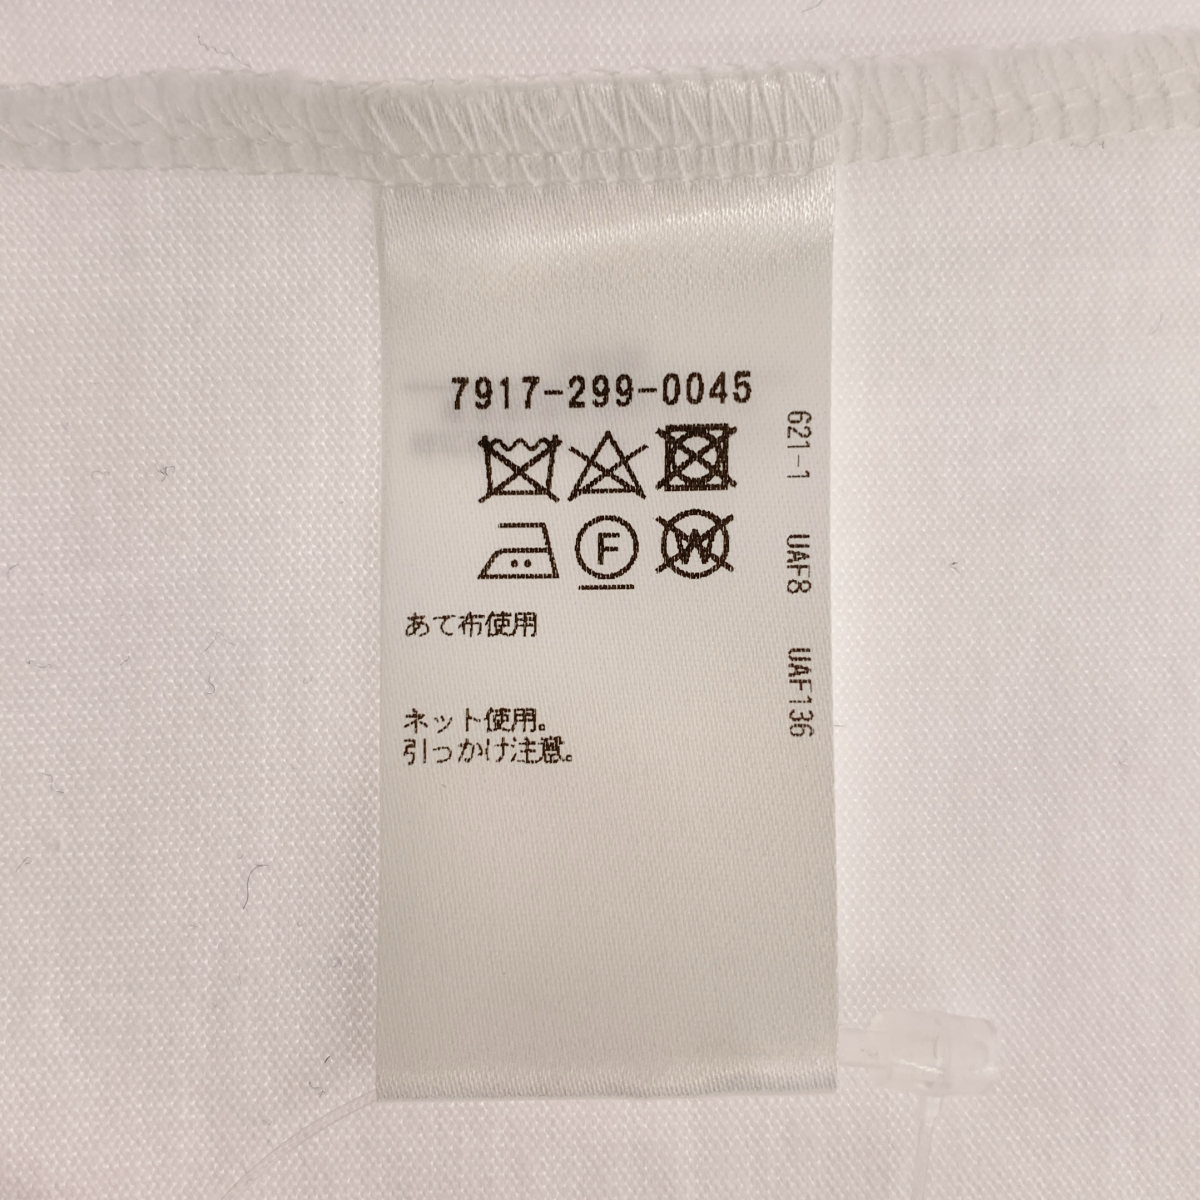 7917-299-0045
F
W
あて布使用
ネット使用。
引っかけ注意。
621-1 UAF8 UAF136